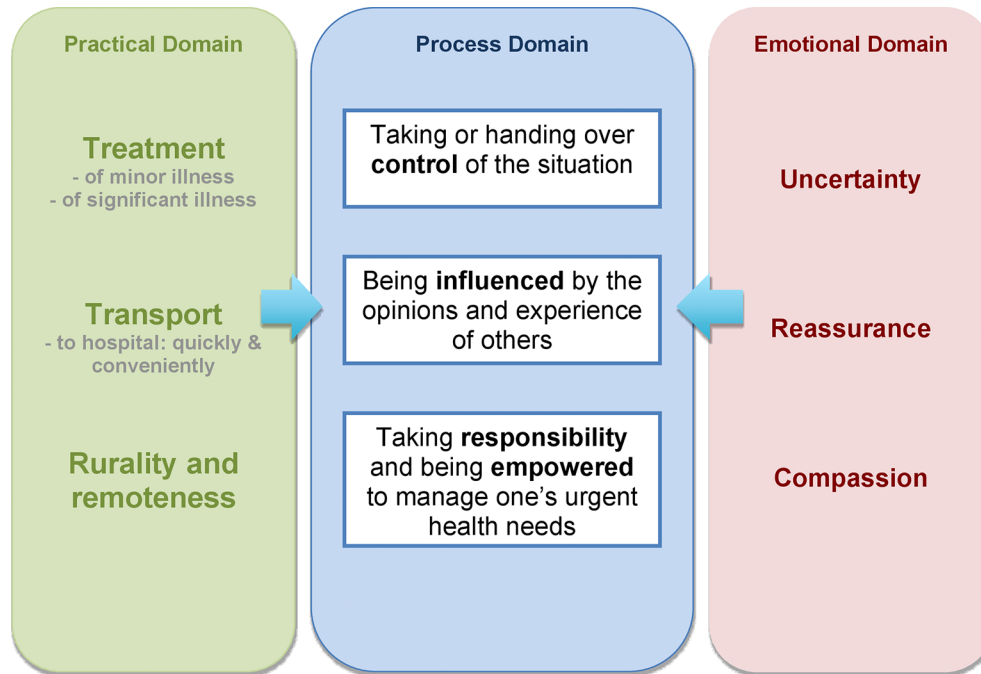 Practical Domain
Treatment
- of minor illness
- of significant illness
Transport
- to hospital: quickly &
conveniently
Rurality and
remoteness
Process Domain
Taking or handing over
control of the situation
Being influenced by the
opinions and experience
of others
Taking responsibility
and being empowered
to manage one’s urgent
health needs
Emotional Domain
Uncertainty
Reassurance
Compassion